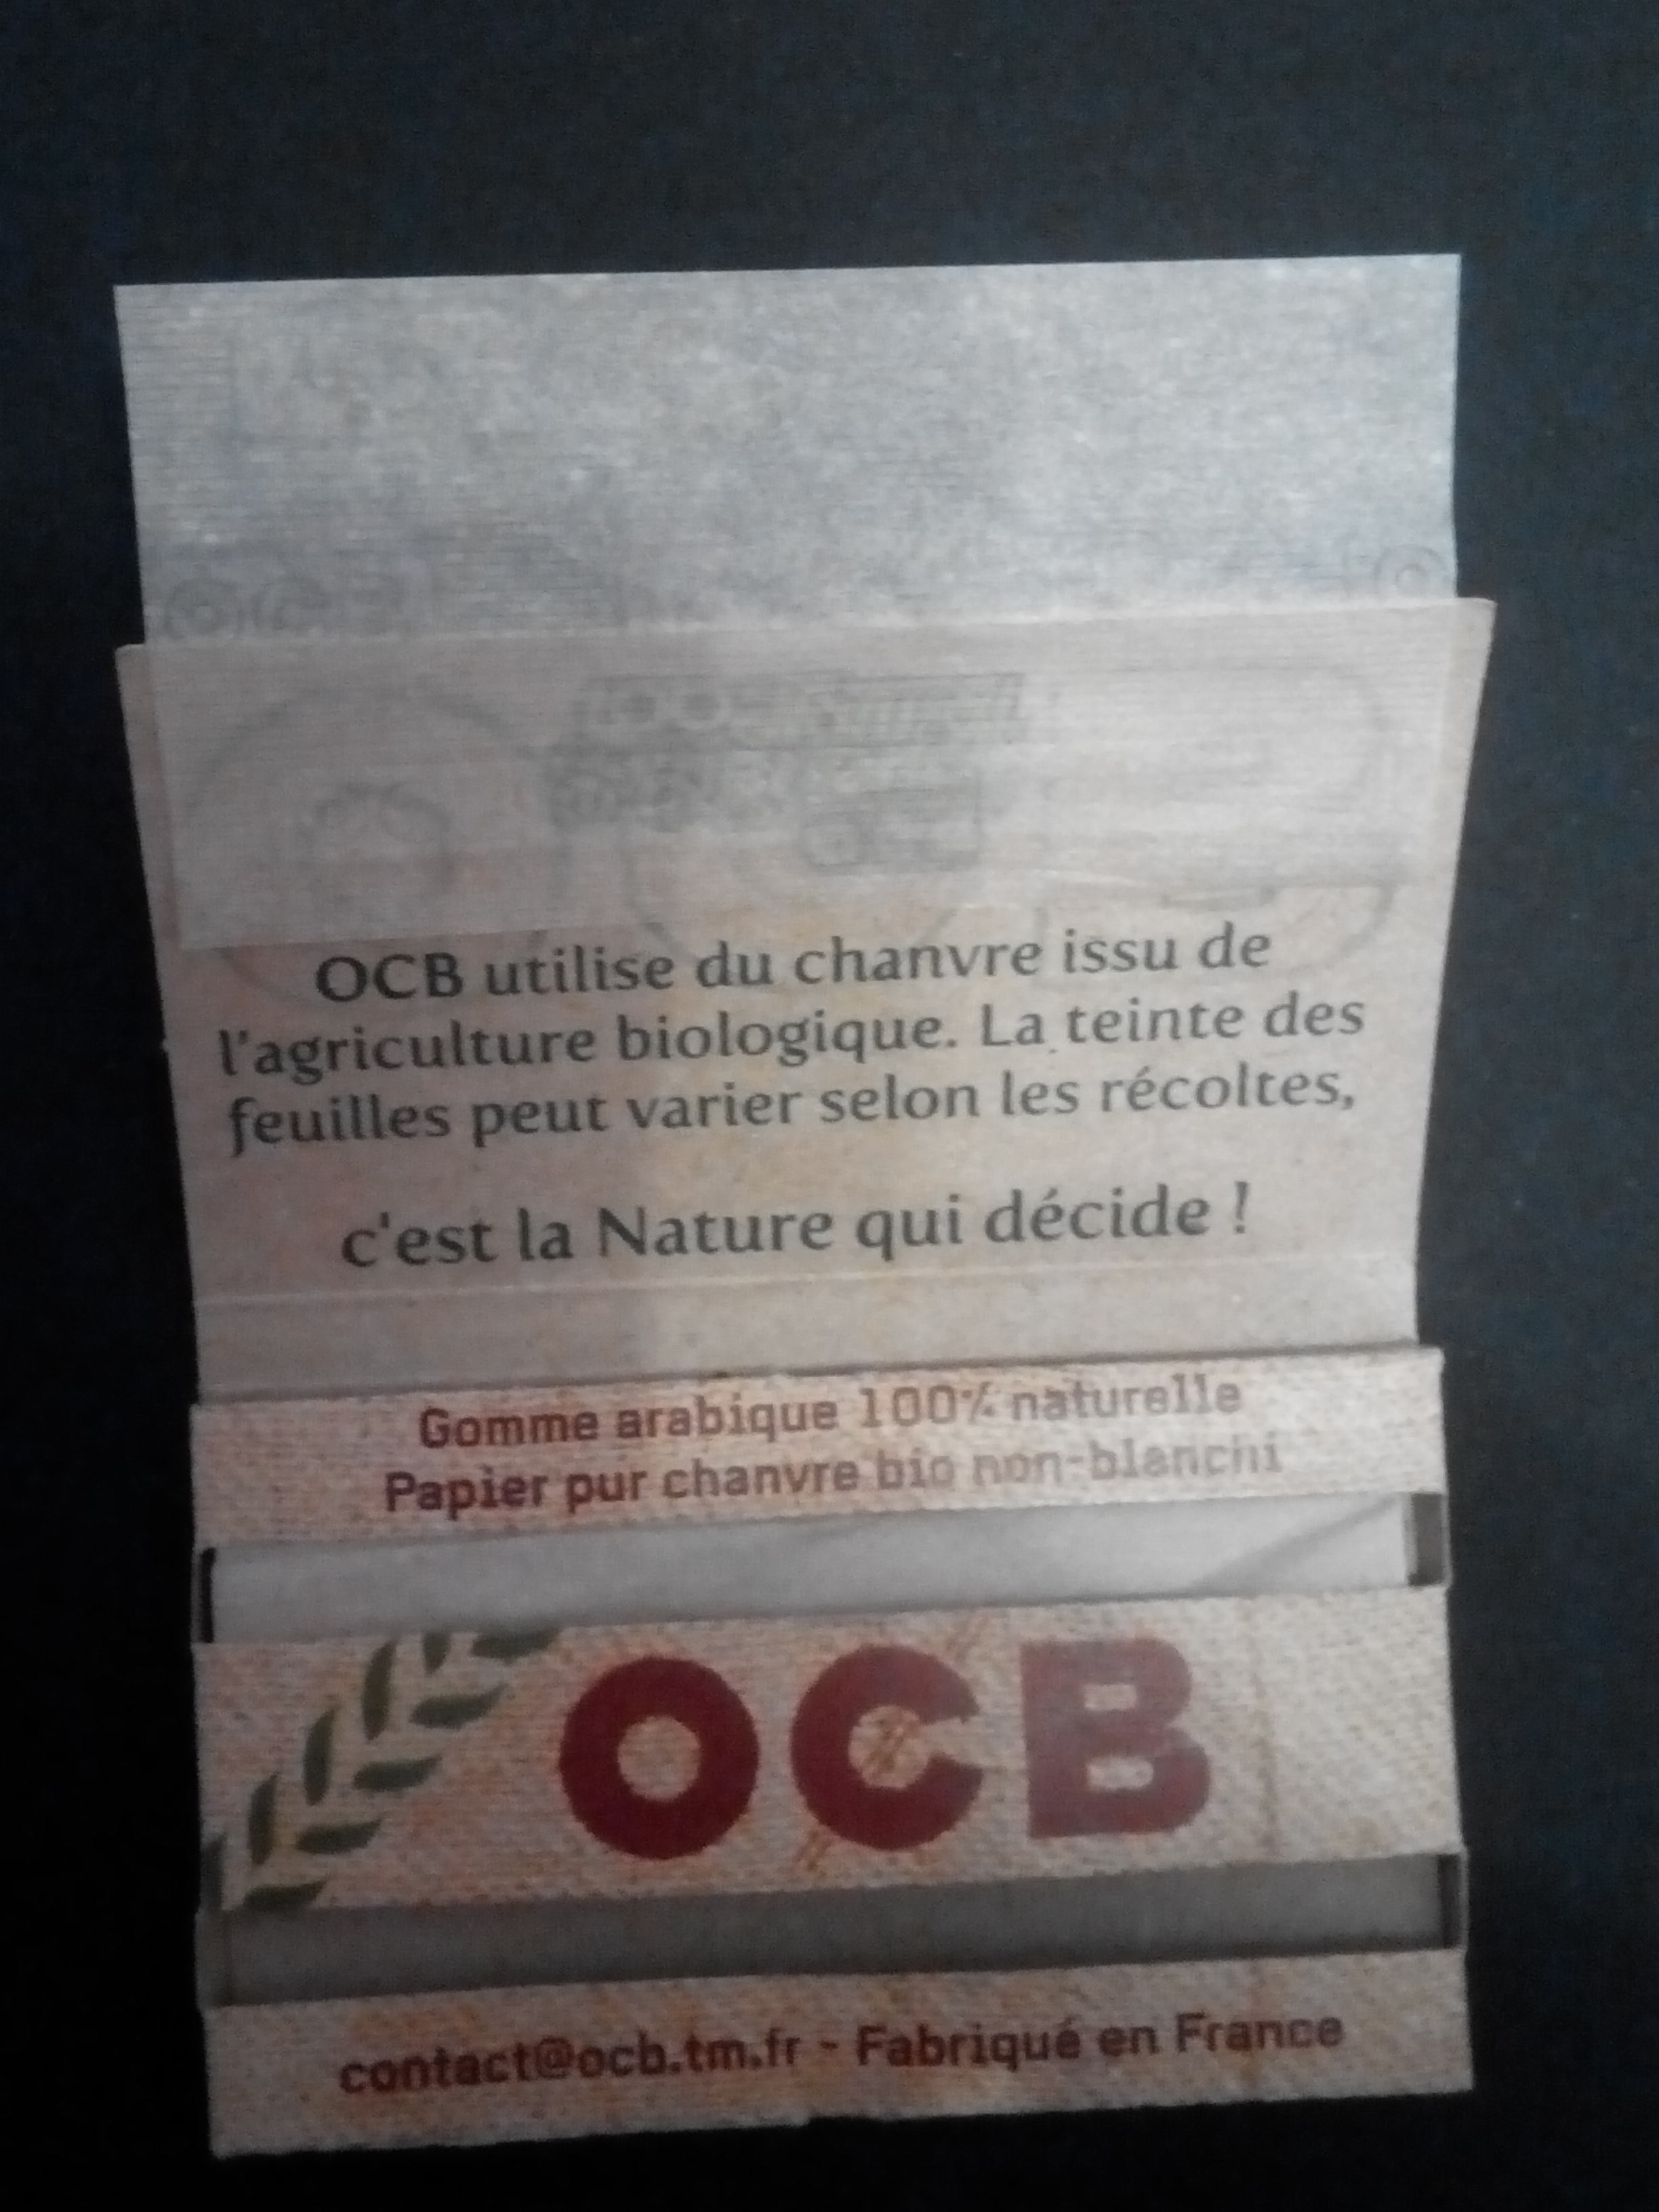 OCB utilise du chanvre issu de
l'agriculture biologique. La teinte des
feuilles peut varier selon les récoltes,
c'est la Nature qui décide !
Gomme arabique 100% naturelle
Papier pur chanvre bio non-blanchi
OCB
contact@ocb.tm.fr - Fabriqué en France